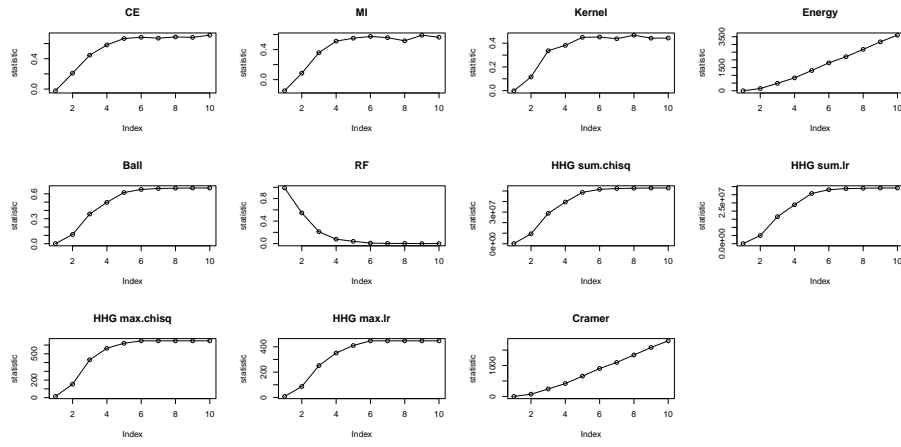 CE
statistic
0.0 0.4
2 4 6 8 10
Index
MI
statistic
0.0 0.4
2 4 6 8 10
Index
Kernel
statistic
0.0 0.2 0.4
2 4 6 8 10
Index
Energy
statistic
0 1500 3500
2 4 6 8 10
Index
Ball
statistic
0.0 0.3 0.6
2 4 6 8 10
Index
RF
statistic
0.0 0.4 0.8
2 4 6 8 10
Index
HHG sum.chisq
statistic
0e+00 3e+07
2 4 6 8 10
Index
HHG sum.lr
statistic
0.0e+00 2.5e+07
2 4 6 8 10
Index
HHG max.chisq
statistic
0 200 500
2 4 6 8 10
Index
HHG max.lr
statistic
0 200 400
2 4 6 8 10
Index
Cramer
statistic
0 1000
2 4 6 8 10
Index